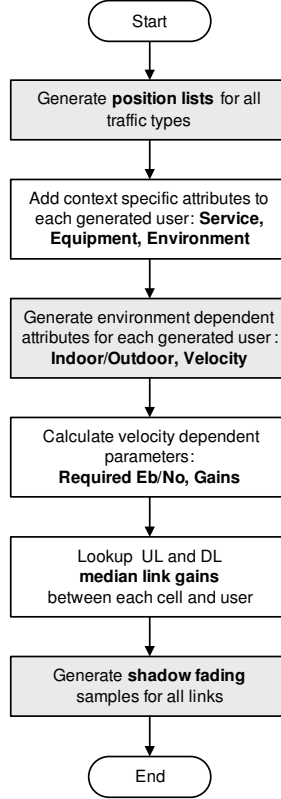 Start
Generate position lists for all
traffic types
Add context specific attributes to
each generated user: Service,
Equipment, Environment
Generate environment dependent
attributes for each generated user :
Indoor/Outdoor, Velocity
Calculate velocity dependent
parameters:
Required Eb/No, Gains
Lookup UL and DL
median link gains
between each cell and user
Generate shadow fading
samples for all links
End